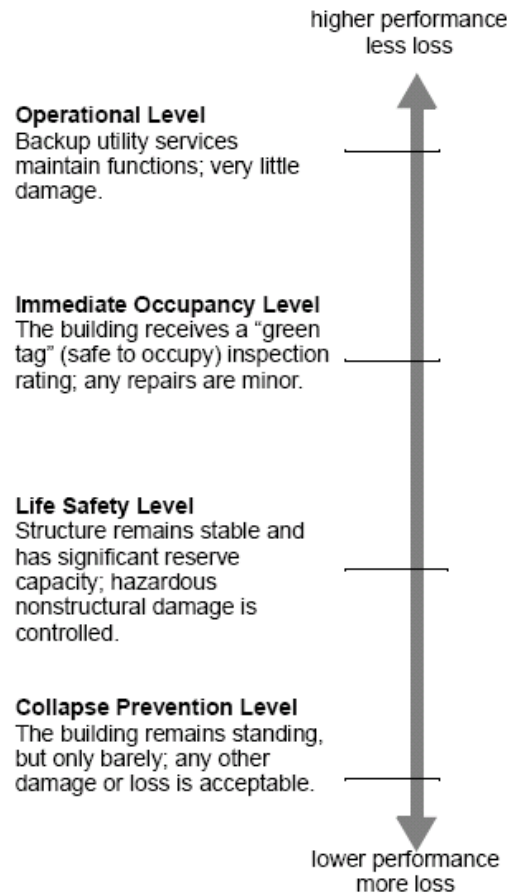 higher performance
less loss
Operational Level
Backup utility services
maintain functions; very little
damage.
Immediate Occupancy Level
The building receives a “green
tag” (safe to occupy) inspection
rating; any repairs are minor.
Life Safety Level
Structure remains stable and
has significant reserve
capacity; hazardous
nonstructural damage is
controlled.
Collapse Prevention Level
The building remains standing,
but only barely; any other
damage or loss is acceptable.
lower performance
more loss